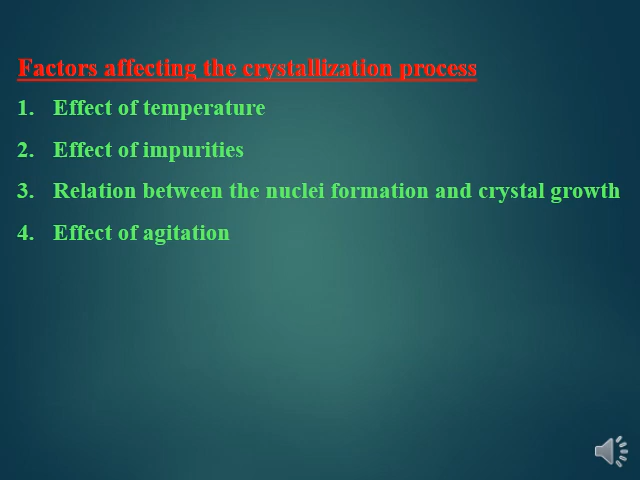 Factors affecting the crystallization process
1. Effect of temperature
2. Effect of impurities
3. Relation between the nuclei formation and crystal growth
4. Effect of agitation